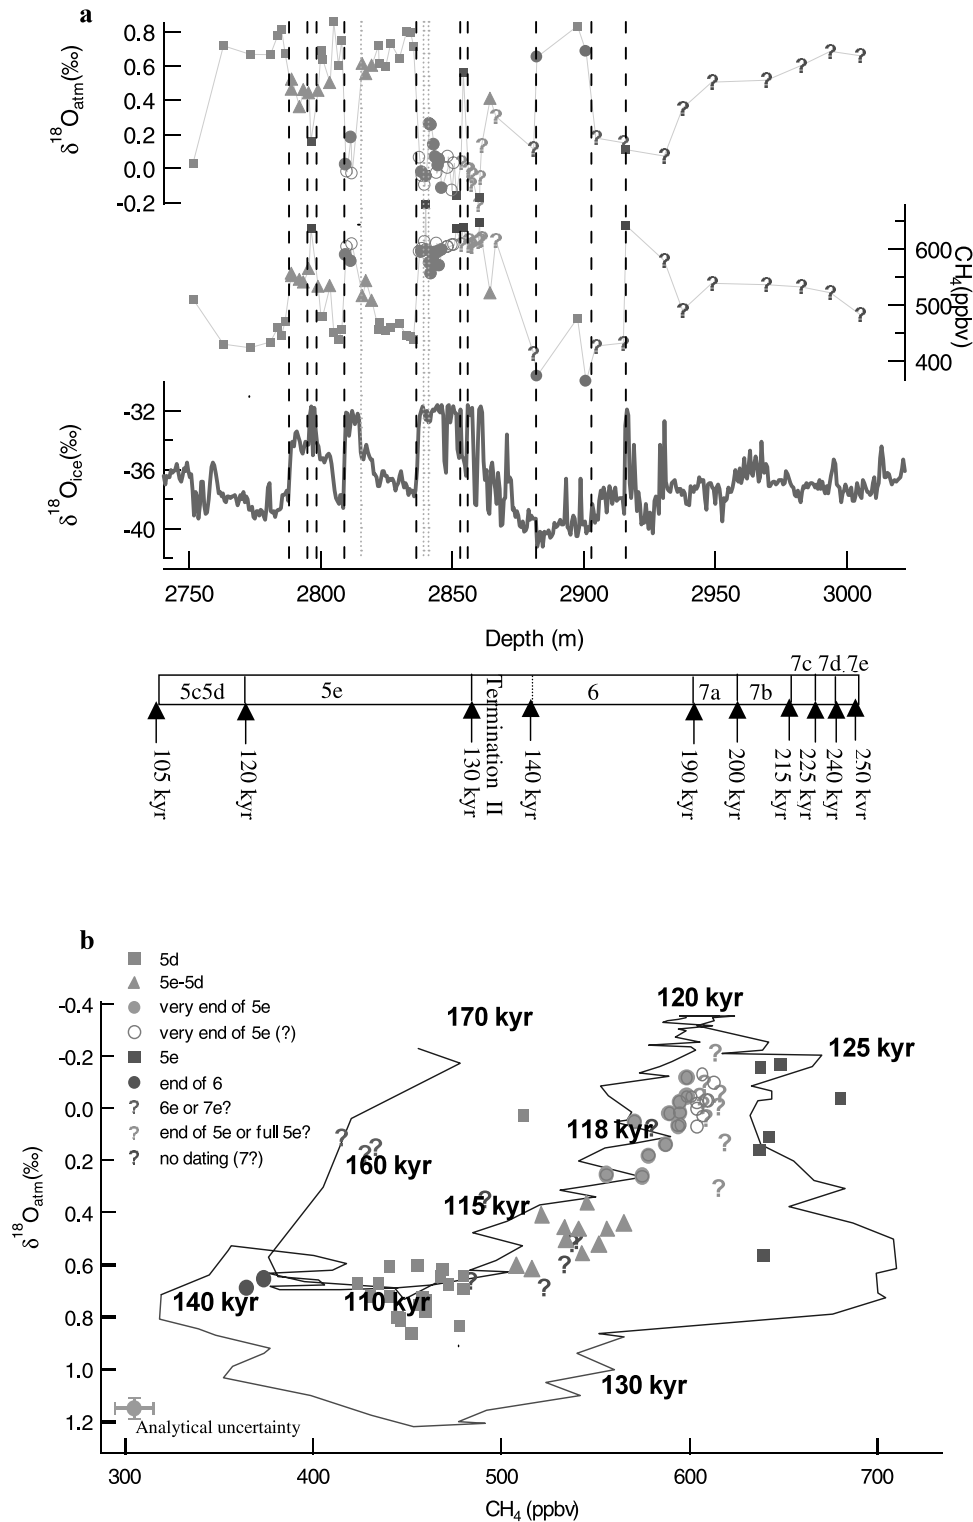 a
0.8
0.6
0.4
0.2
0.0
-0.2
δ18Oatm(‰)
600
500
400
CH4(ppbv)
-32
-36
-40
δ18Oice(‰)
2750 2800 2850 2900 2950 3000
Depth (m)
7c 7d 7e
5c5d 5e Termination II 6 7a 7b
105 kyr 120 kyr 130 kyr 140 kyr 190 kyr 200 kyr 215 kyr 225 kyr 240 kyr 250 kyr
b
5d
5e-5d
very end of 5e
very end of 5e (?)
5e
end of 6
6e or 7e?
end of 5e or full 5e?
no dating (7?)
-0.4
-0.2
0.0
0.2
0.4
0.6
0.8
1.0
1.2
δ18Oatm(‰)
170 kyr
120 kyr
125 kyr
118 kyr
160 kyr
115 kyr
140 kyr
110 kyr
130 kyr
Analytical uncertainty
300 400 500 600 700
CH4 (ppbv)